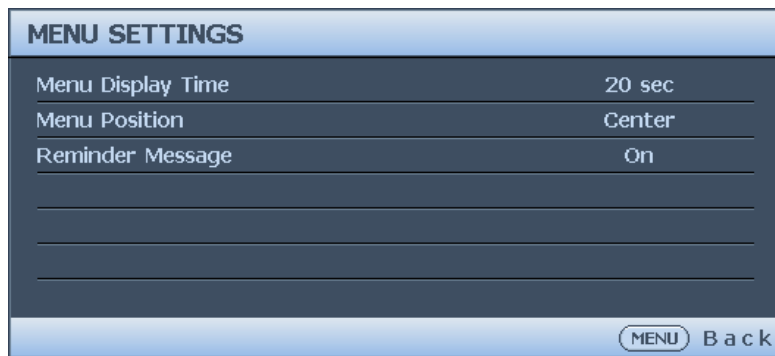 MENU SETTINGS
Menu Display Time 20 sec
Menu Position Center
Reminder Message On
MENU Back